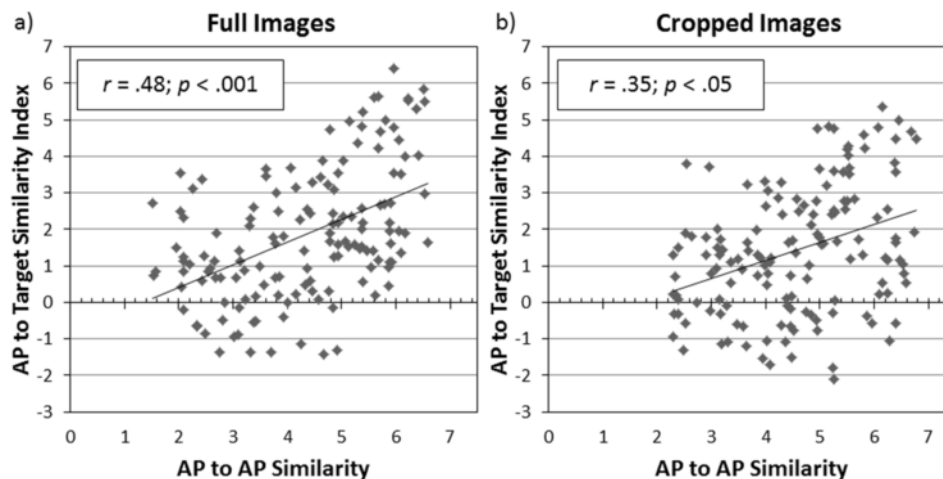 a)
Full Images
AP to Target Similarity Index
7
6
5
4
3
2
1
0
-1
-2
-3
r = .48; p < .001
0 1 2 3 4 5 6 7
AP to AP Similarity
b)
Cropped Images
AP to Target Similarity Index
7
6
5
4
3
2
1
0
-1
-2
-3
r = .35; p < .05
0 1 2 3 4 5 6 7
AP to AP Similarity